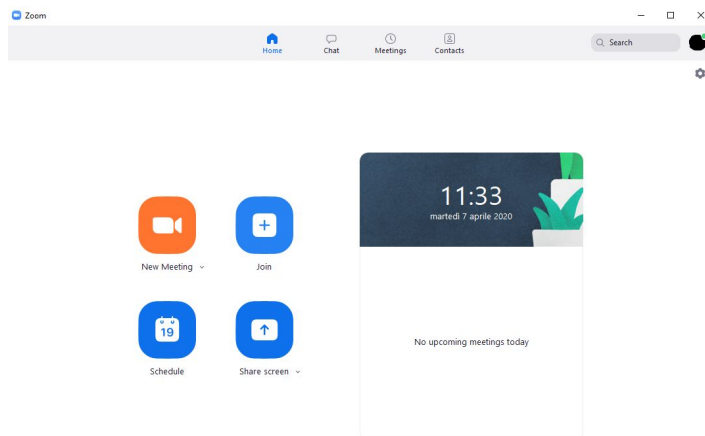 Zoom
Home Chat Meetings Contacts Search
11:33
martedì 7 aprile 2020
New Meeting Join
19
Schedule Share screen
No upcoming meetings today